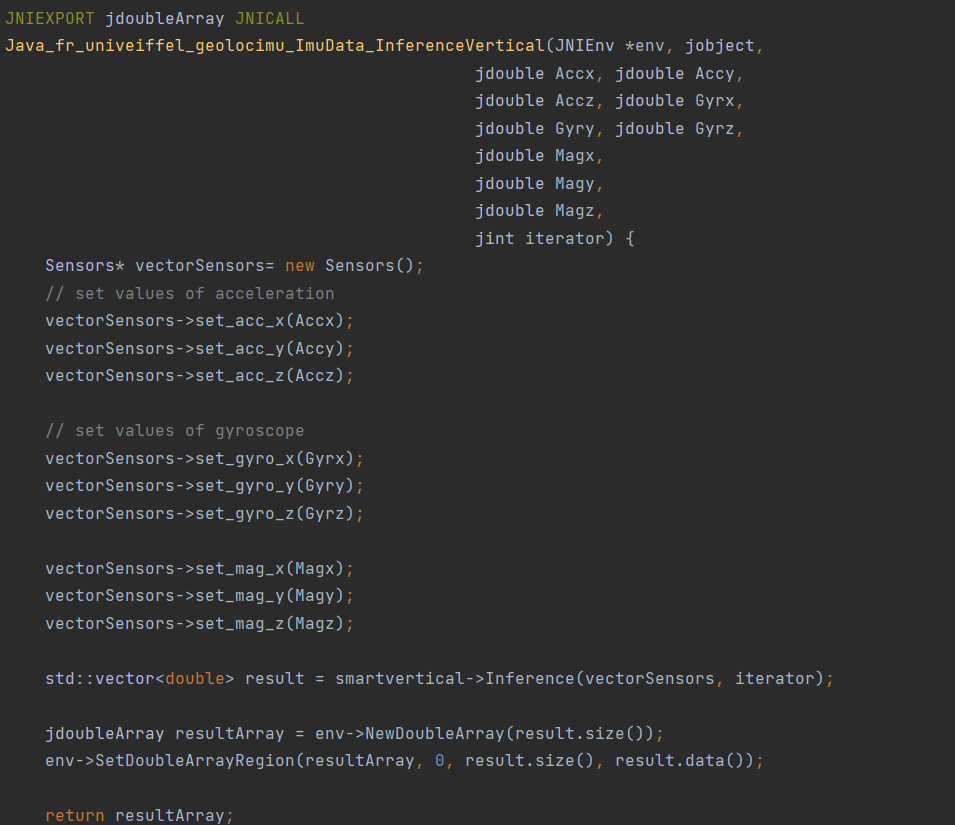 JNIEXPORT jdoubleArray JNICALL
Java_fr_univeiffel_geolocimu_ImuData_InferenceVertical(JNIEnv *env, jobject,
jdouble Accx, jdouble Accy,
jdouble Accz, jdouble Gyrx,
jdouble Gyry, jdouble Gyrz,
jdouble Magx,
jdouble Magy,
jdouble Magz,
jint iterator) {
Sensors* vectorSensors= new Sensors();
// set values of acceleration
vectorSensors->set_acc_x(Accx);
vectorSensors->set_acc_y(Accy);
vectorSensors->set_acc_z(Accz);
// set values of gyroscope
vectorSensors->set_gyro_x(Gyrx);
vectorSensors->set_gyro_y(Gyry);
vectorSensors->set_gyro_z(Gyrz);
vectorSensors->set_mag_x(Magx);
vectorSensors->set_mag_y(Magy);
vectorSensors->set_mag_z(Magz);
std::vector<double> result = smartvertical->Inference(vectorSensors, iterator);
jdoubleArray resultArray = env->NewDoubleArray(result.size());
env->SetDoubleArrayRegion(resultArray, 0, result.size(), result.data());
return resultArray;